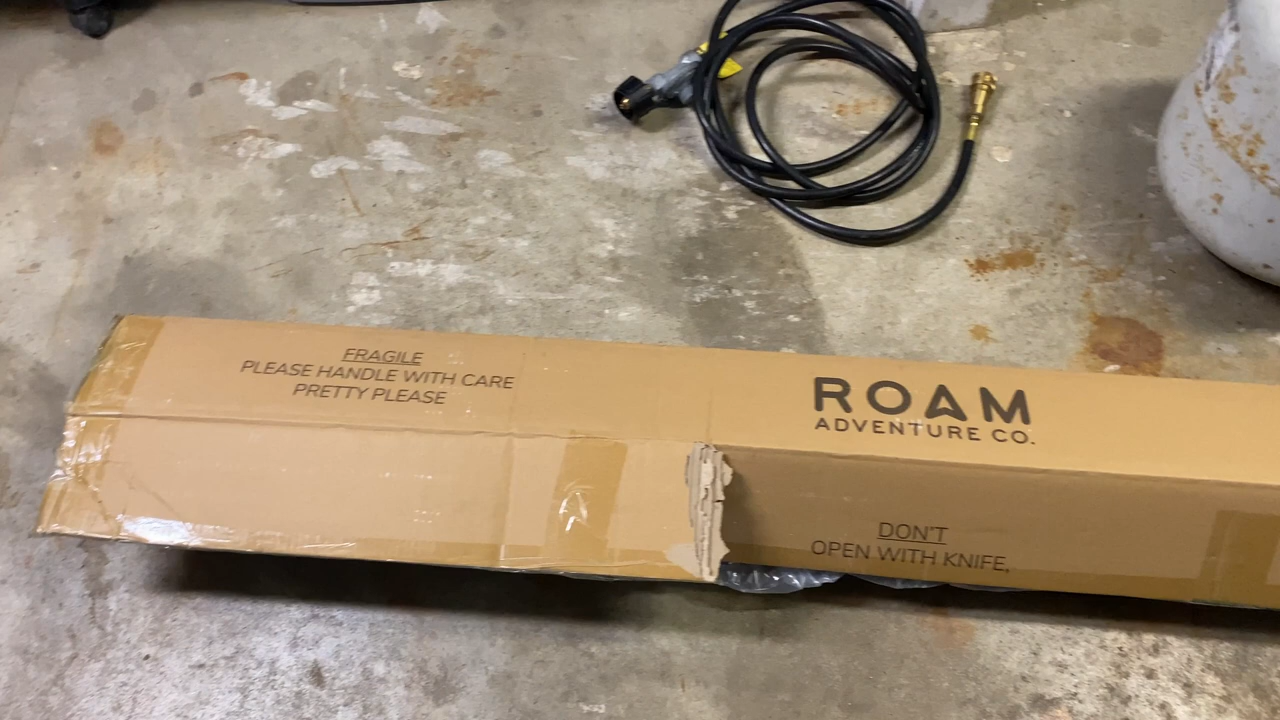 FRAGILE
PLEASE HANDLE WITH CARE
PRETTY PLEASE
ROAM
ADVENTURE CO.
DON'T
OPEN WITH KNIFE,